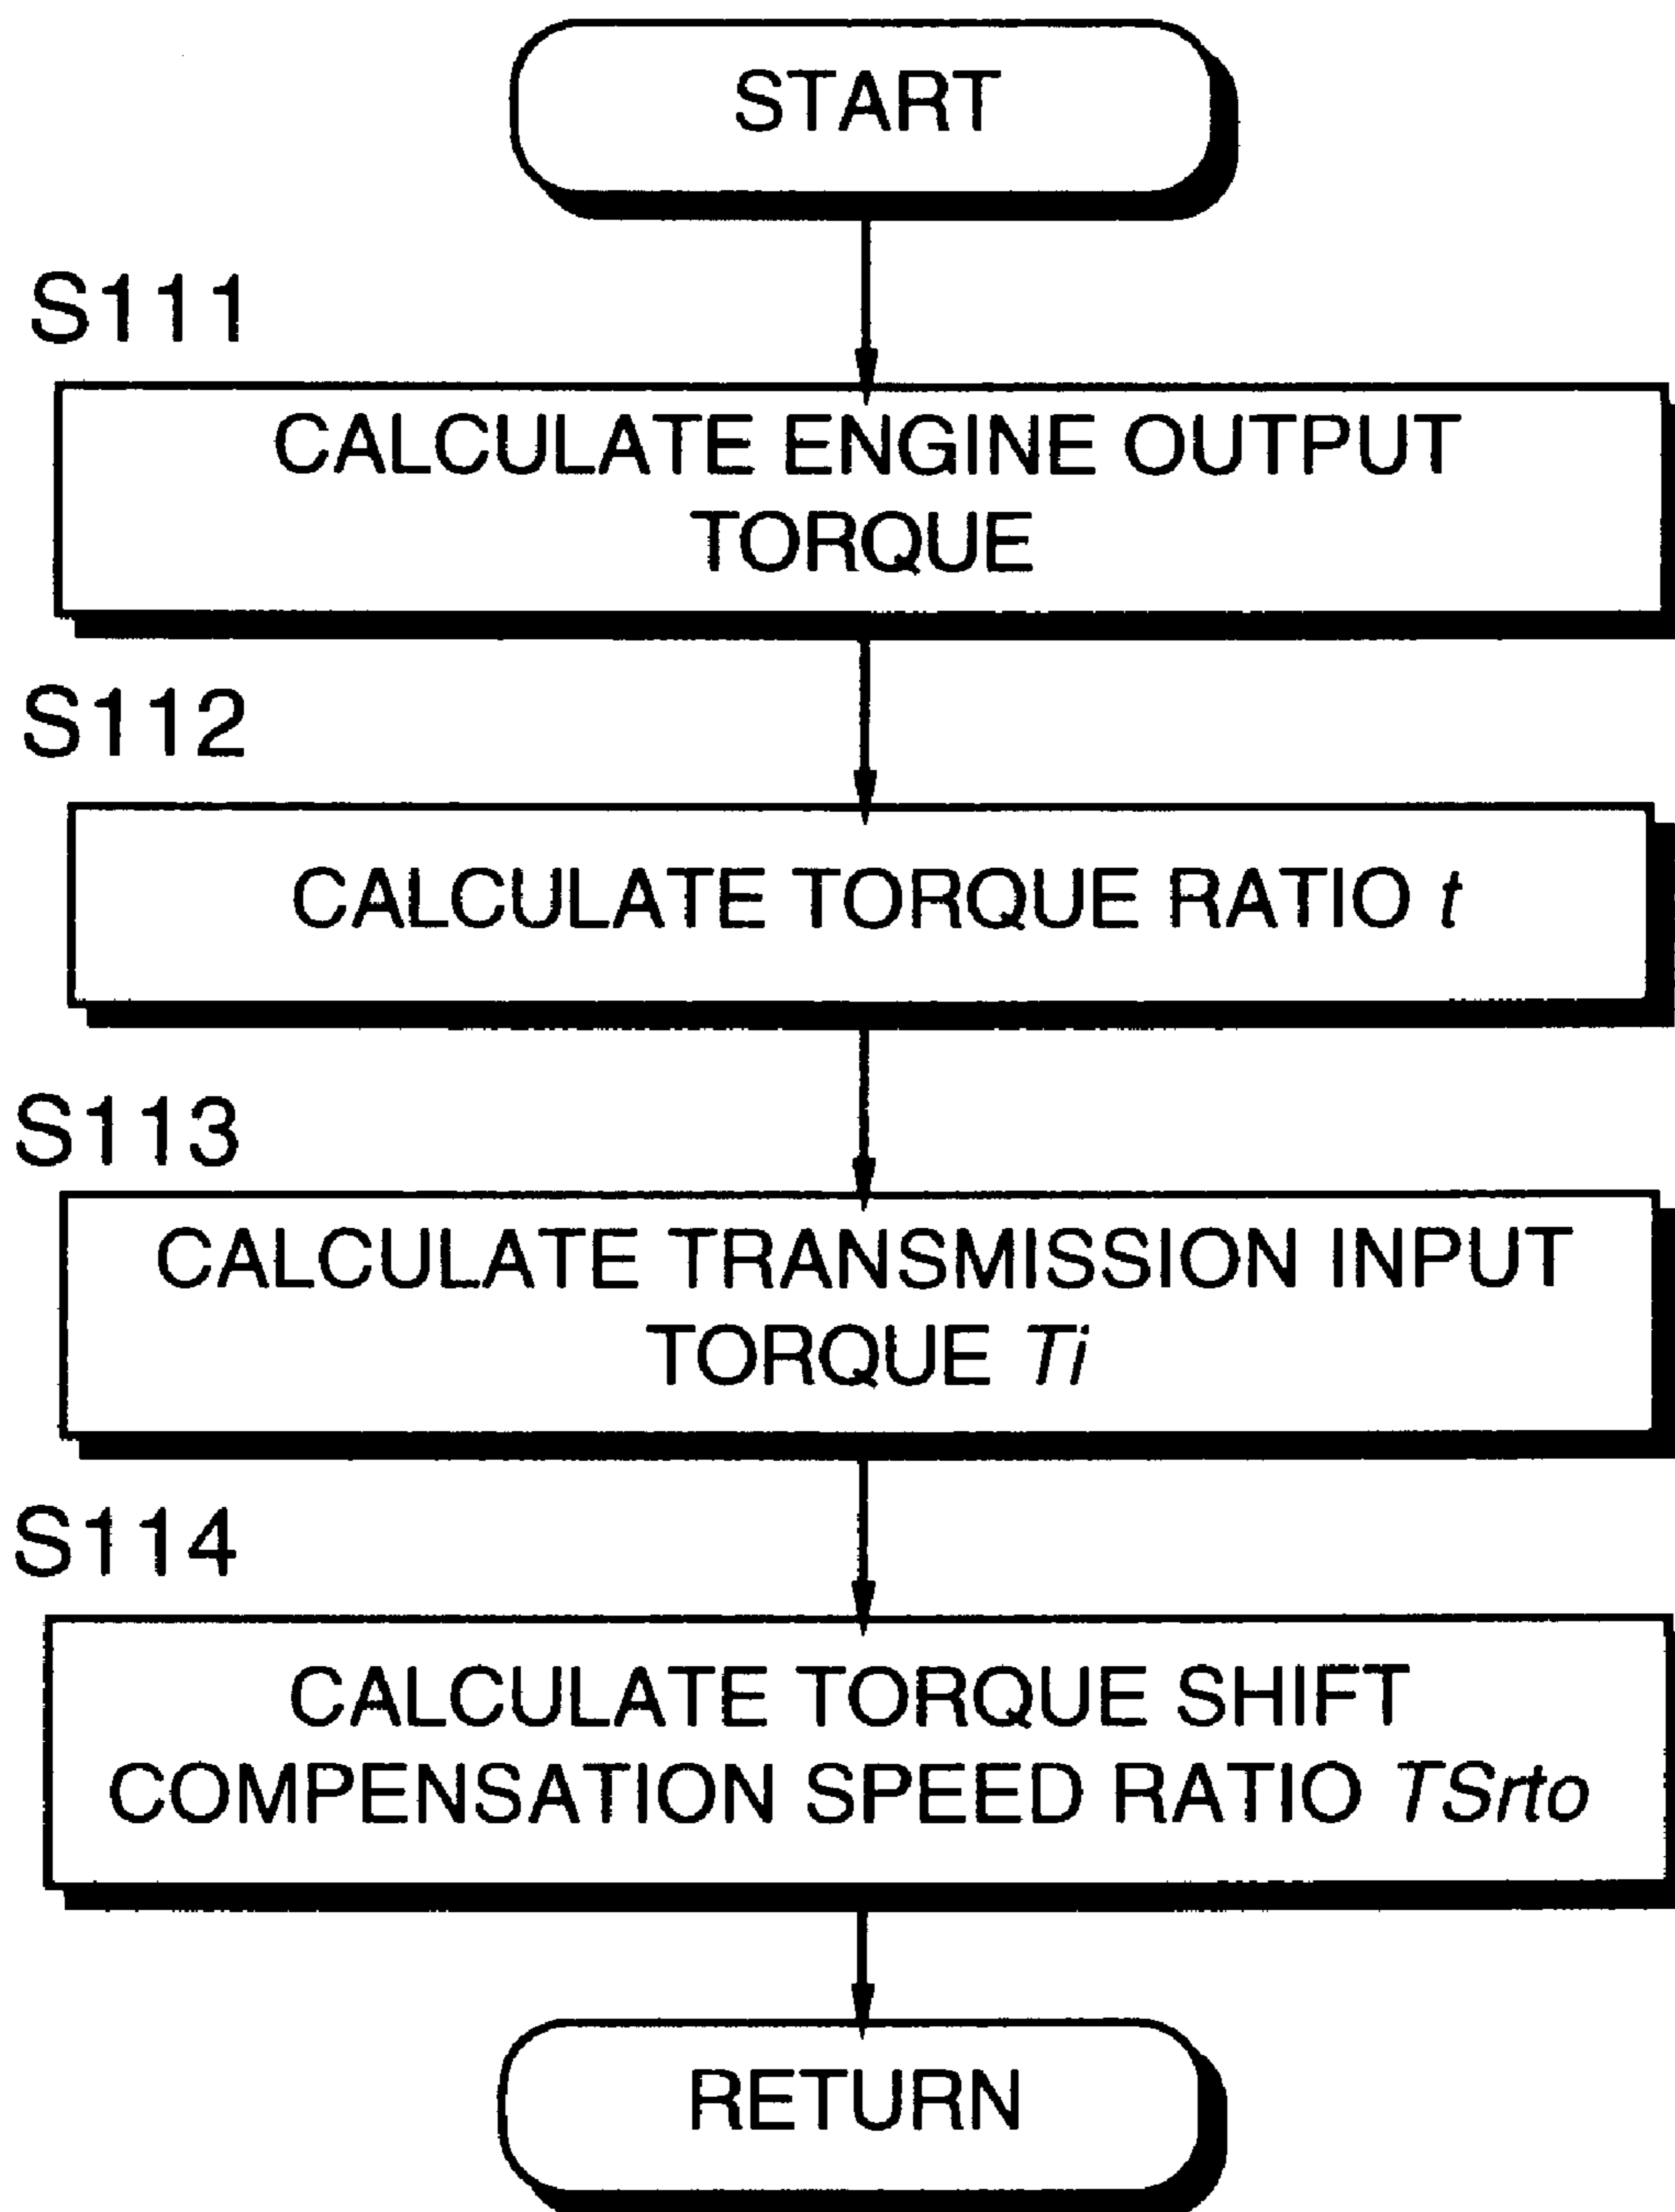 START
S111
CALCULATE ENGINE OUTPUT
TORQUE
S112
CALCULATE TORQUE RATIO t
S113
CALCULATE TRANSMISSION INPUT
TORQUE Ti
S114
CALCULATE TORQUE SHIFT
COMPENSATION SPEED RATIO TSrto
RETURN